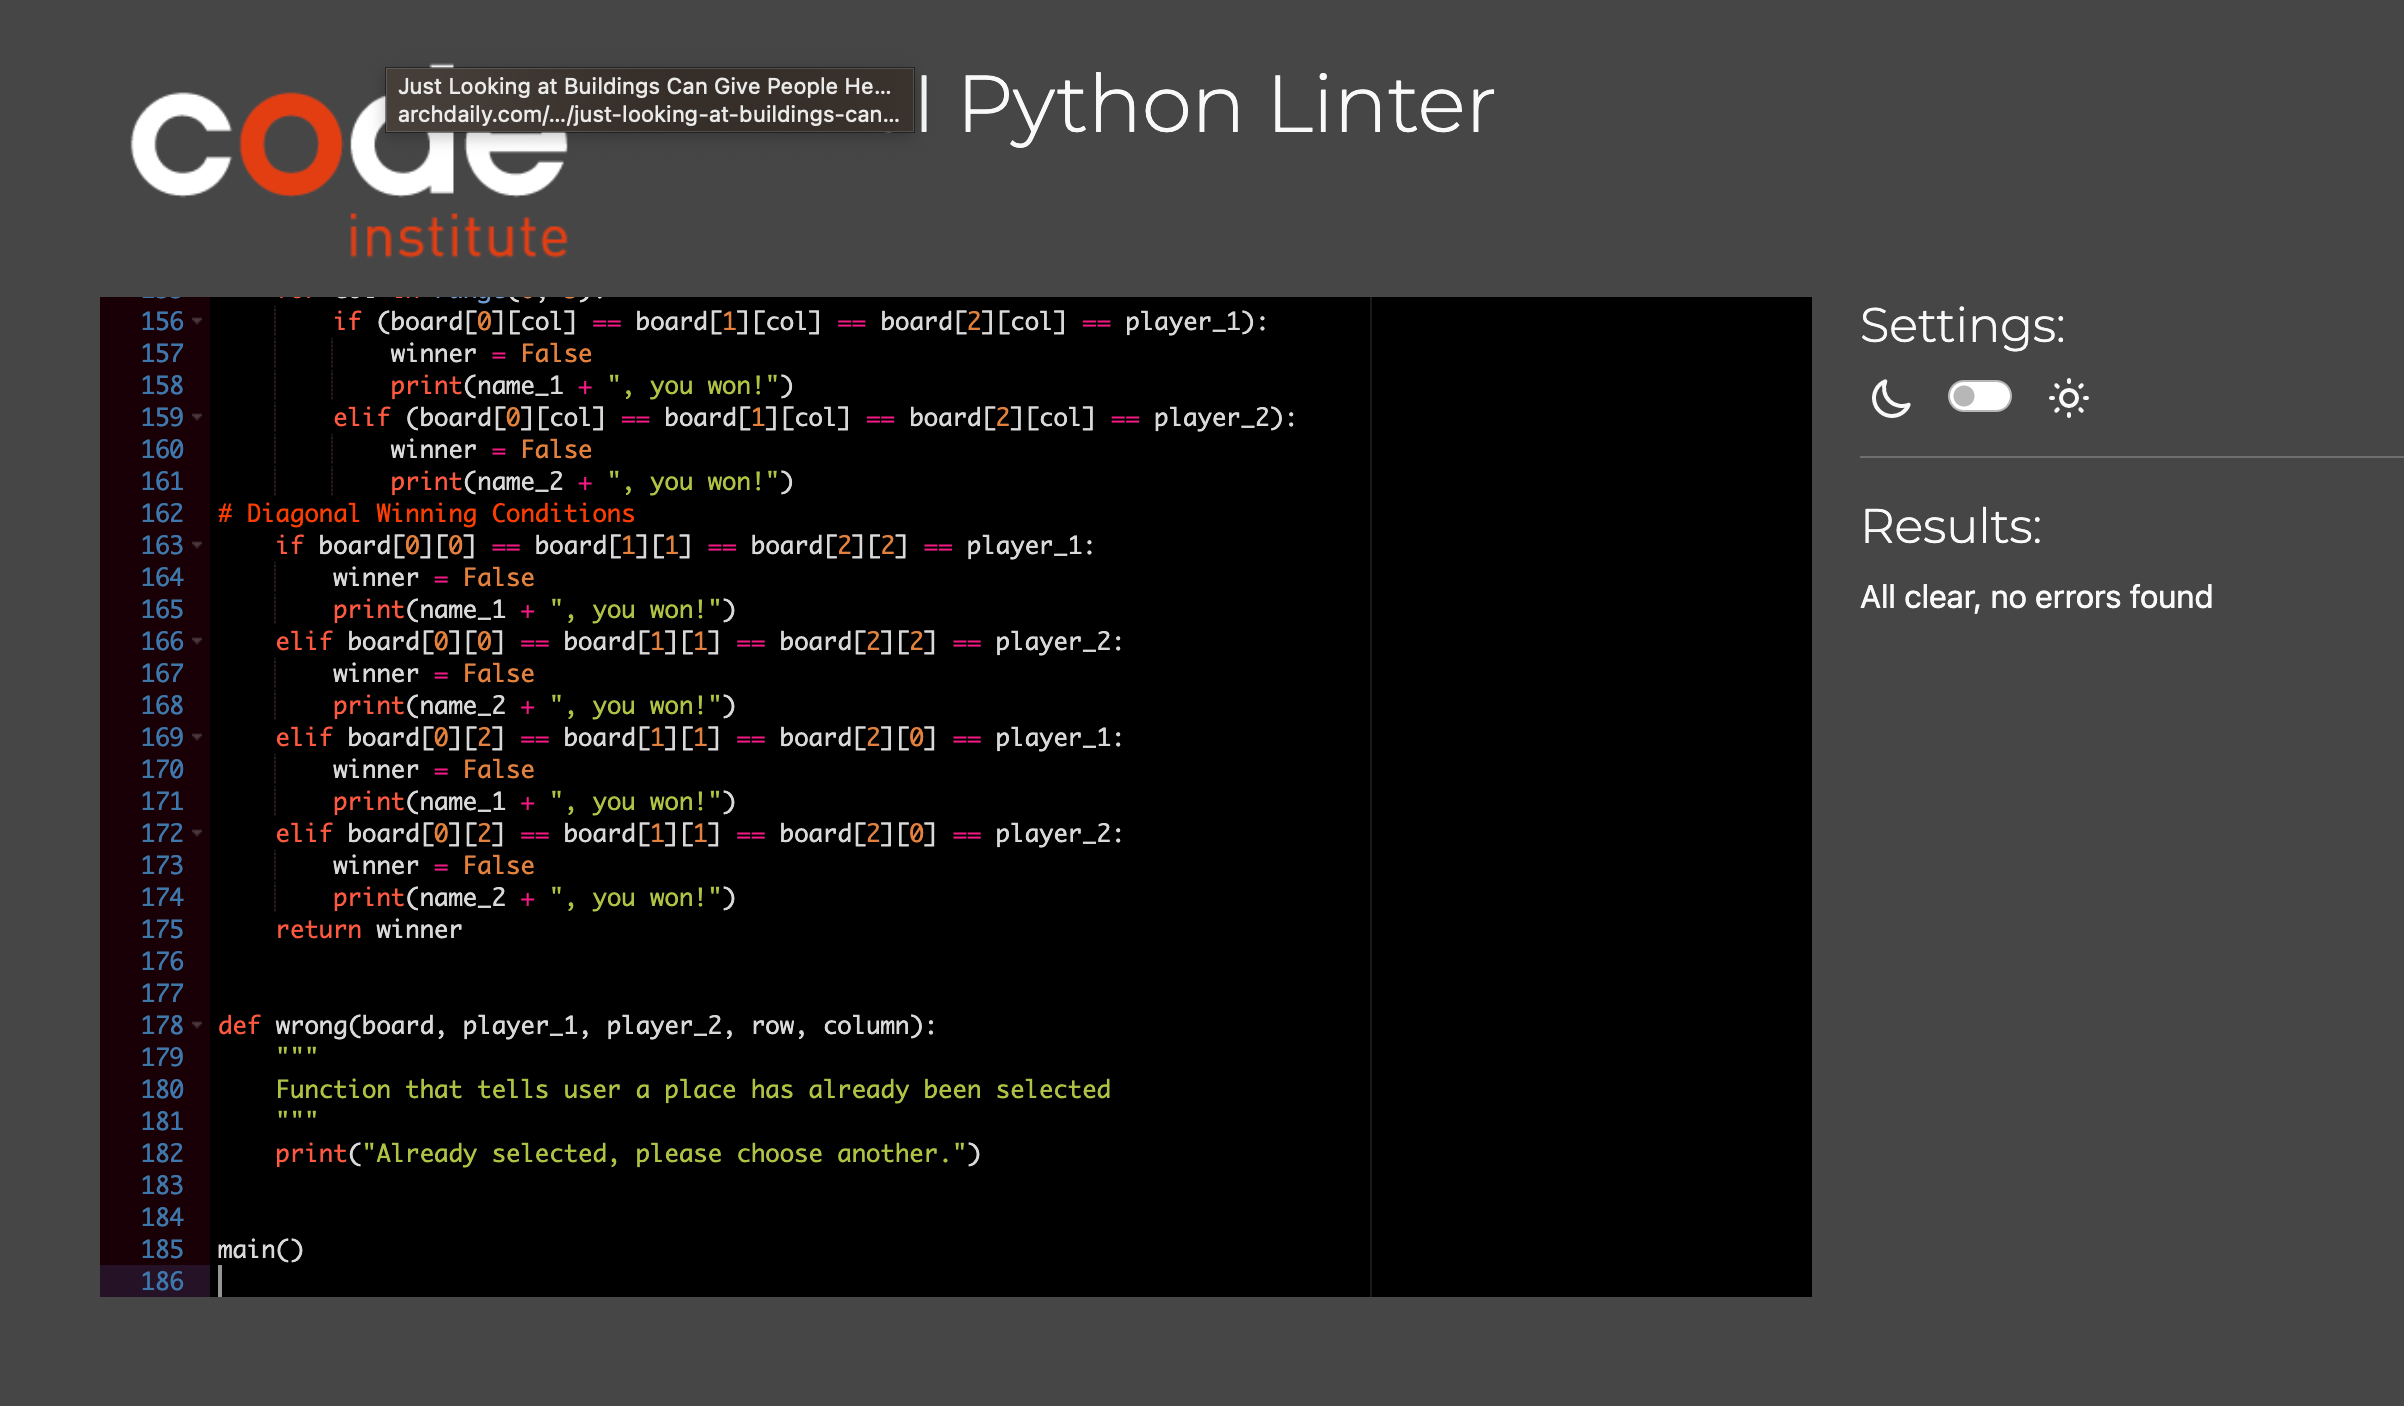 Just Looking at Buildings Can Give People He...
archdaily.com/.../just-looking-at-buildings-can...
Python Linter
code
institute
156 if (board[0][col] == board[1][col] == board[2][col] == player_1):
157 winner = False
158 print(name_1 + ", you won!")
159 elif (board[0][col] == board[1][col] == board[2][col] == player_2):
160 winner = False
161 print(name_2 + ", you won!")
162 # Diagonal Winning Conditions
163 if board[0][0] == board[1][1] == board[2][2] == player_1:
164 winner = False
165 print(name_1 + ", you won!")
166 elif board[0][0] == board[1][1] == board[2][2] == player_2:
167 winner = False
168 print(name_2 + ", you won!")
169 elif board[0][2] == board[1][1] == board[2][0] == player_1:
170 winner = False
171 print(name_1 + ", you won!")
172 elif board[0][2] == board[1][1] == board[2][0] == player_2:
173 winner = False
174 print(name_2 + ", you won!")
175 return winner
176
177
178 def wrong(board, player_1, player_2, row, column):
179 """
180 Function that tells user a place has already been selected
181 """
182 print("Already selected, please choose another.")
183
184
185 main()
186
Settings:
Results:
All clear, no errors found